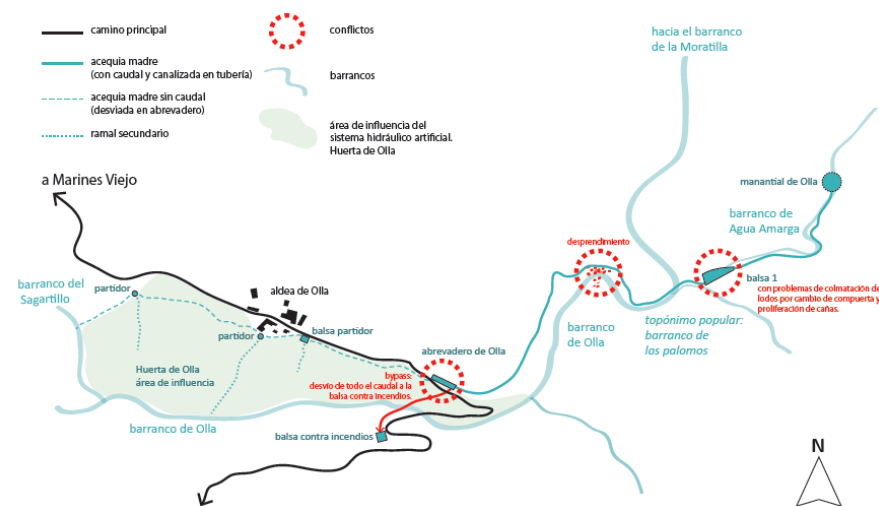 camino principal
acequia madre
(con caudal y canalizada en tubería)
acequia madre sin caudal
(desviada en abrevadero)
ramal secundario
conflictos
barrancos
área de influencia del
sistema hidráulico artificial.
Huerta de Olla
hacia el barranco
de la Moratilla
a Marines Viejo
manantial de Olla
barranco de
Agua Amarga
desprendimiento
balsa 1
con problemas de colmatación de
lodos por cambio de compuerta y
proliferación de cañas.
barranco del
Sagartillo
partidor
aldea de Olla
partidor
balsa partidor
barranco
de Olla
topónimo popular:
barranco de
los palomos
abrevadero de Olla
bypass:
desvío de todo el caudal a la
balsa contra incendios.
Huerta de Olla
área de influencia
barranco de Olla
balsa contra incendios
N